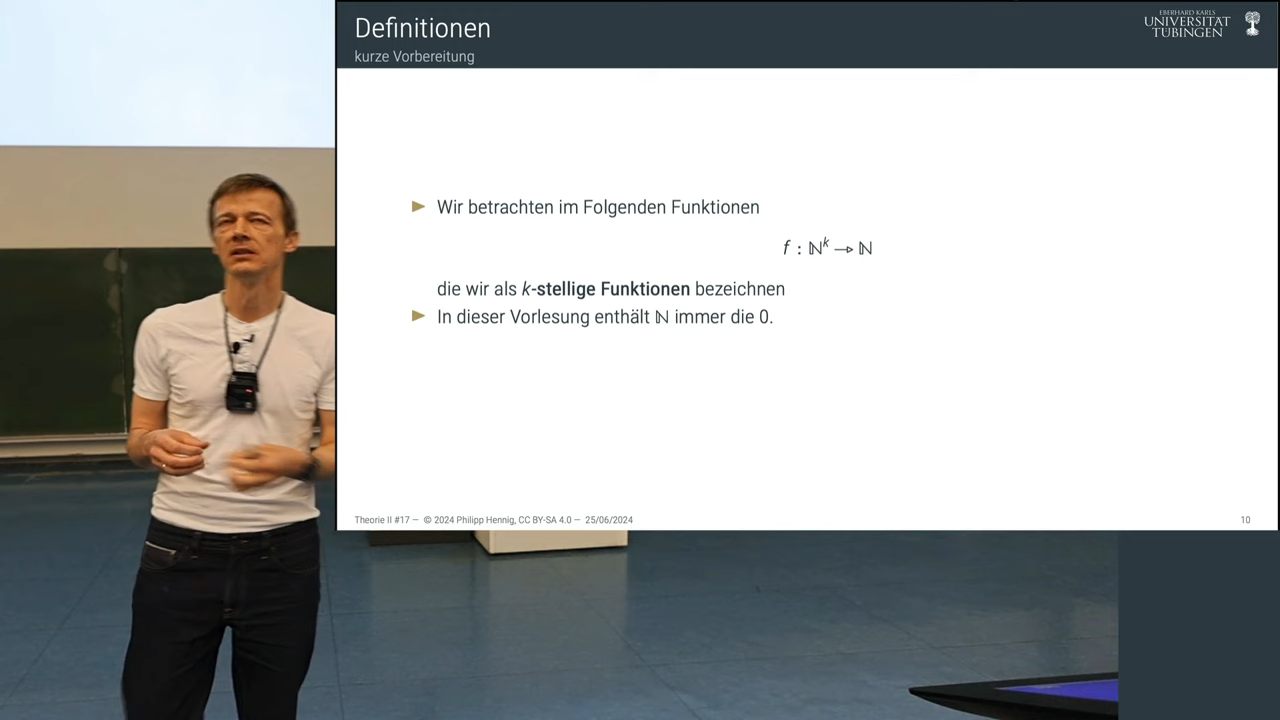 Definitionen
kurze Vorbereitung
EBERHARD KARLS
UNIVERSITAT
TUBINGEN
Wir betrachten im Folgenden Funktionen
f : ℕᵏ → ℕ
die wir als k-stellige Funktionen bezeichnen
In dieser Vorlesung enthält ℕ immer die 0.
Theorie II #17 — © 2024 Philipp Hennig, CC BY-SA 4.0 — 25/06/2024
10